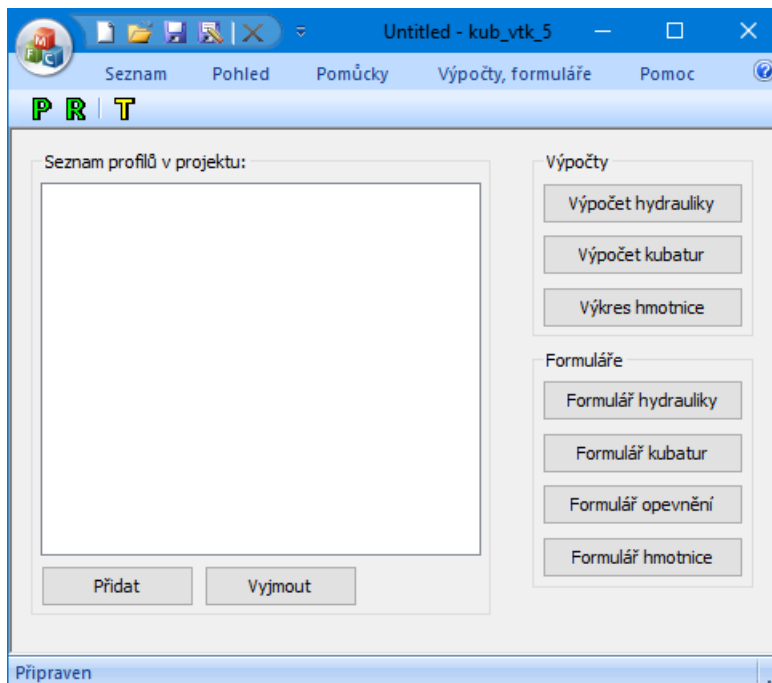 Untitled - kub_vtk_5
MFC
Seznam Pohled Pomůcky Výpočty, formuláře Pomoc
P R T
Seznam profilů v projektu:
Přidat Vyjmout
Výpočty
Výpočet hydrauliky
Výpočet kubatur
Výkres hmotnice
Formuláře
Formulář hydrauliky
Formulář kubatur
Formulář opevnění
Formulář hmotnice
Připraven